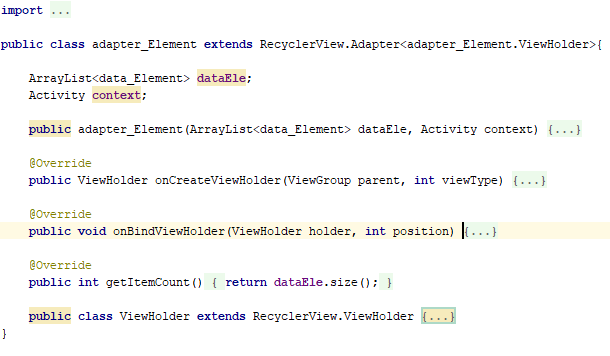 import ...
public class adapter_Element extends RecyclerView.Adapter<adapter_Element.ViewHolder>{
ArrayList<data_Element> dataEle;
Activity context;
public adapter_Element(ArrayList<data_Element> dataEle, Activity context) {...}
@Override
public ViewHolder onCreateViewHolder(ViewGroup parent, int viewType) {...}
@Override
public void onBindViewHolder(ViewHolder holder, int position) {...}
@Override
public int getItemCount() { return dataEle.size(); }
public class ViewHolder extends RecyclerView.ViewHolder {...}
}